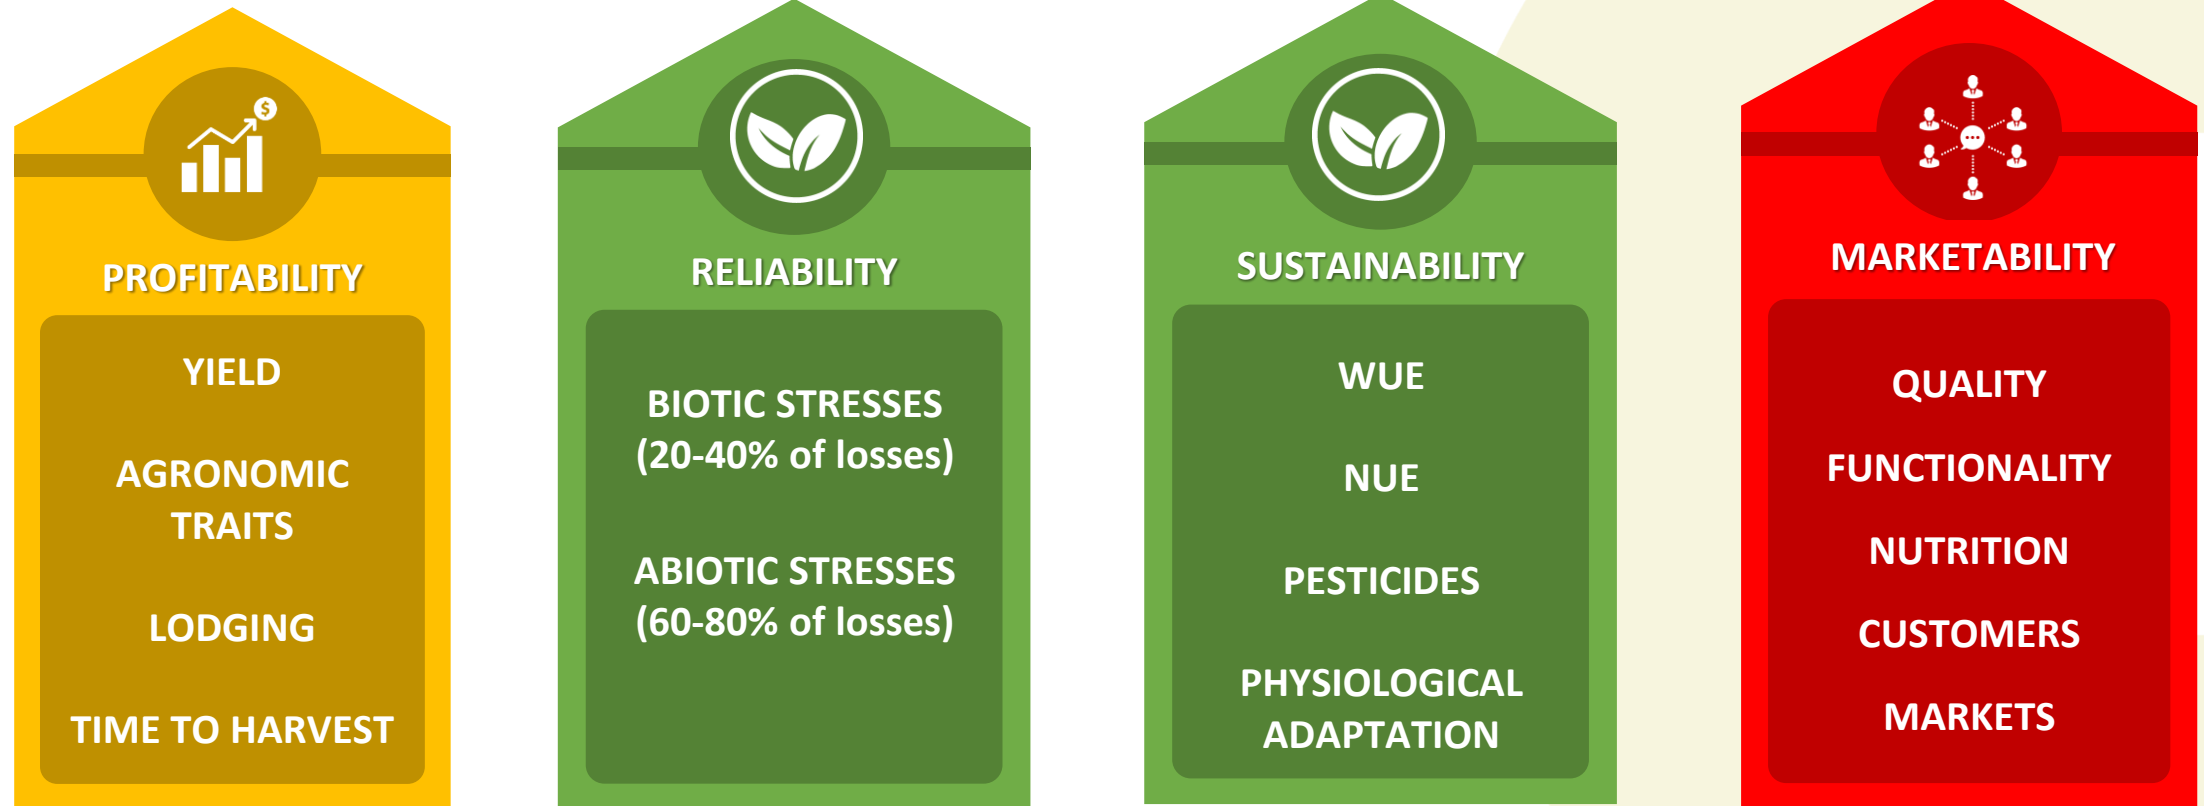 PROFITABILITY
YIELD
AGRONOMIC
TRAITS
LODGING
TIME TO HARVEST
RELIABILITY
BIOTIC STRESSES
(20-40% of losses)
ABIOTIC STRESSES
(60-80% of losses)
SUSTAINABILITY
WUE
NUE
PESTICIDES
PHYSIOLOGICAL
ADAPTATION
MARKETABILITY
QUALITY
FUNCTIONALITY
NUTRITION
CUSTOMERS
MARKETS